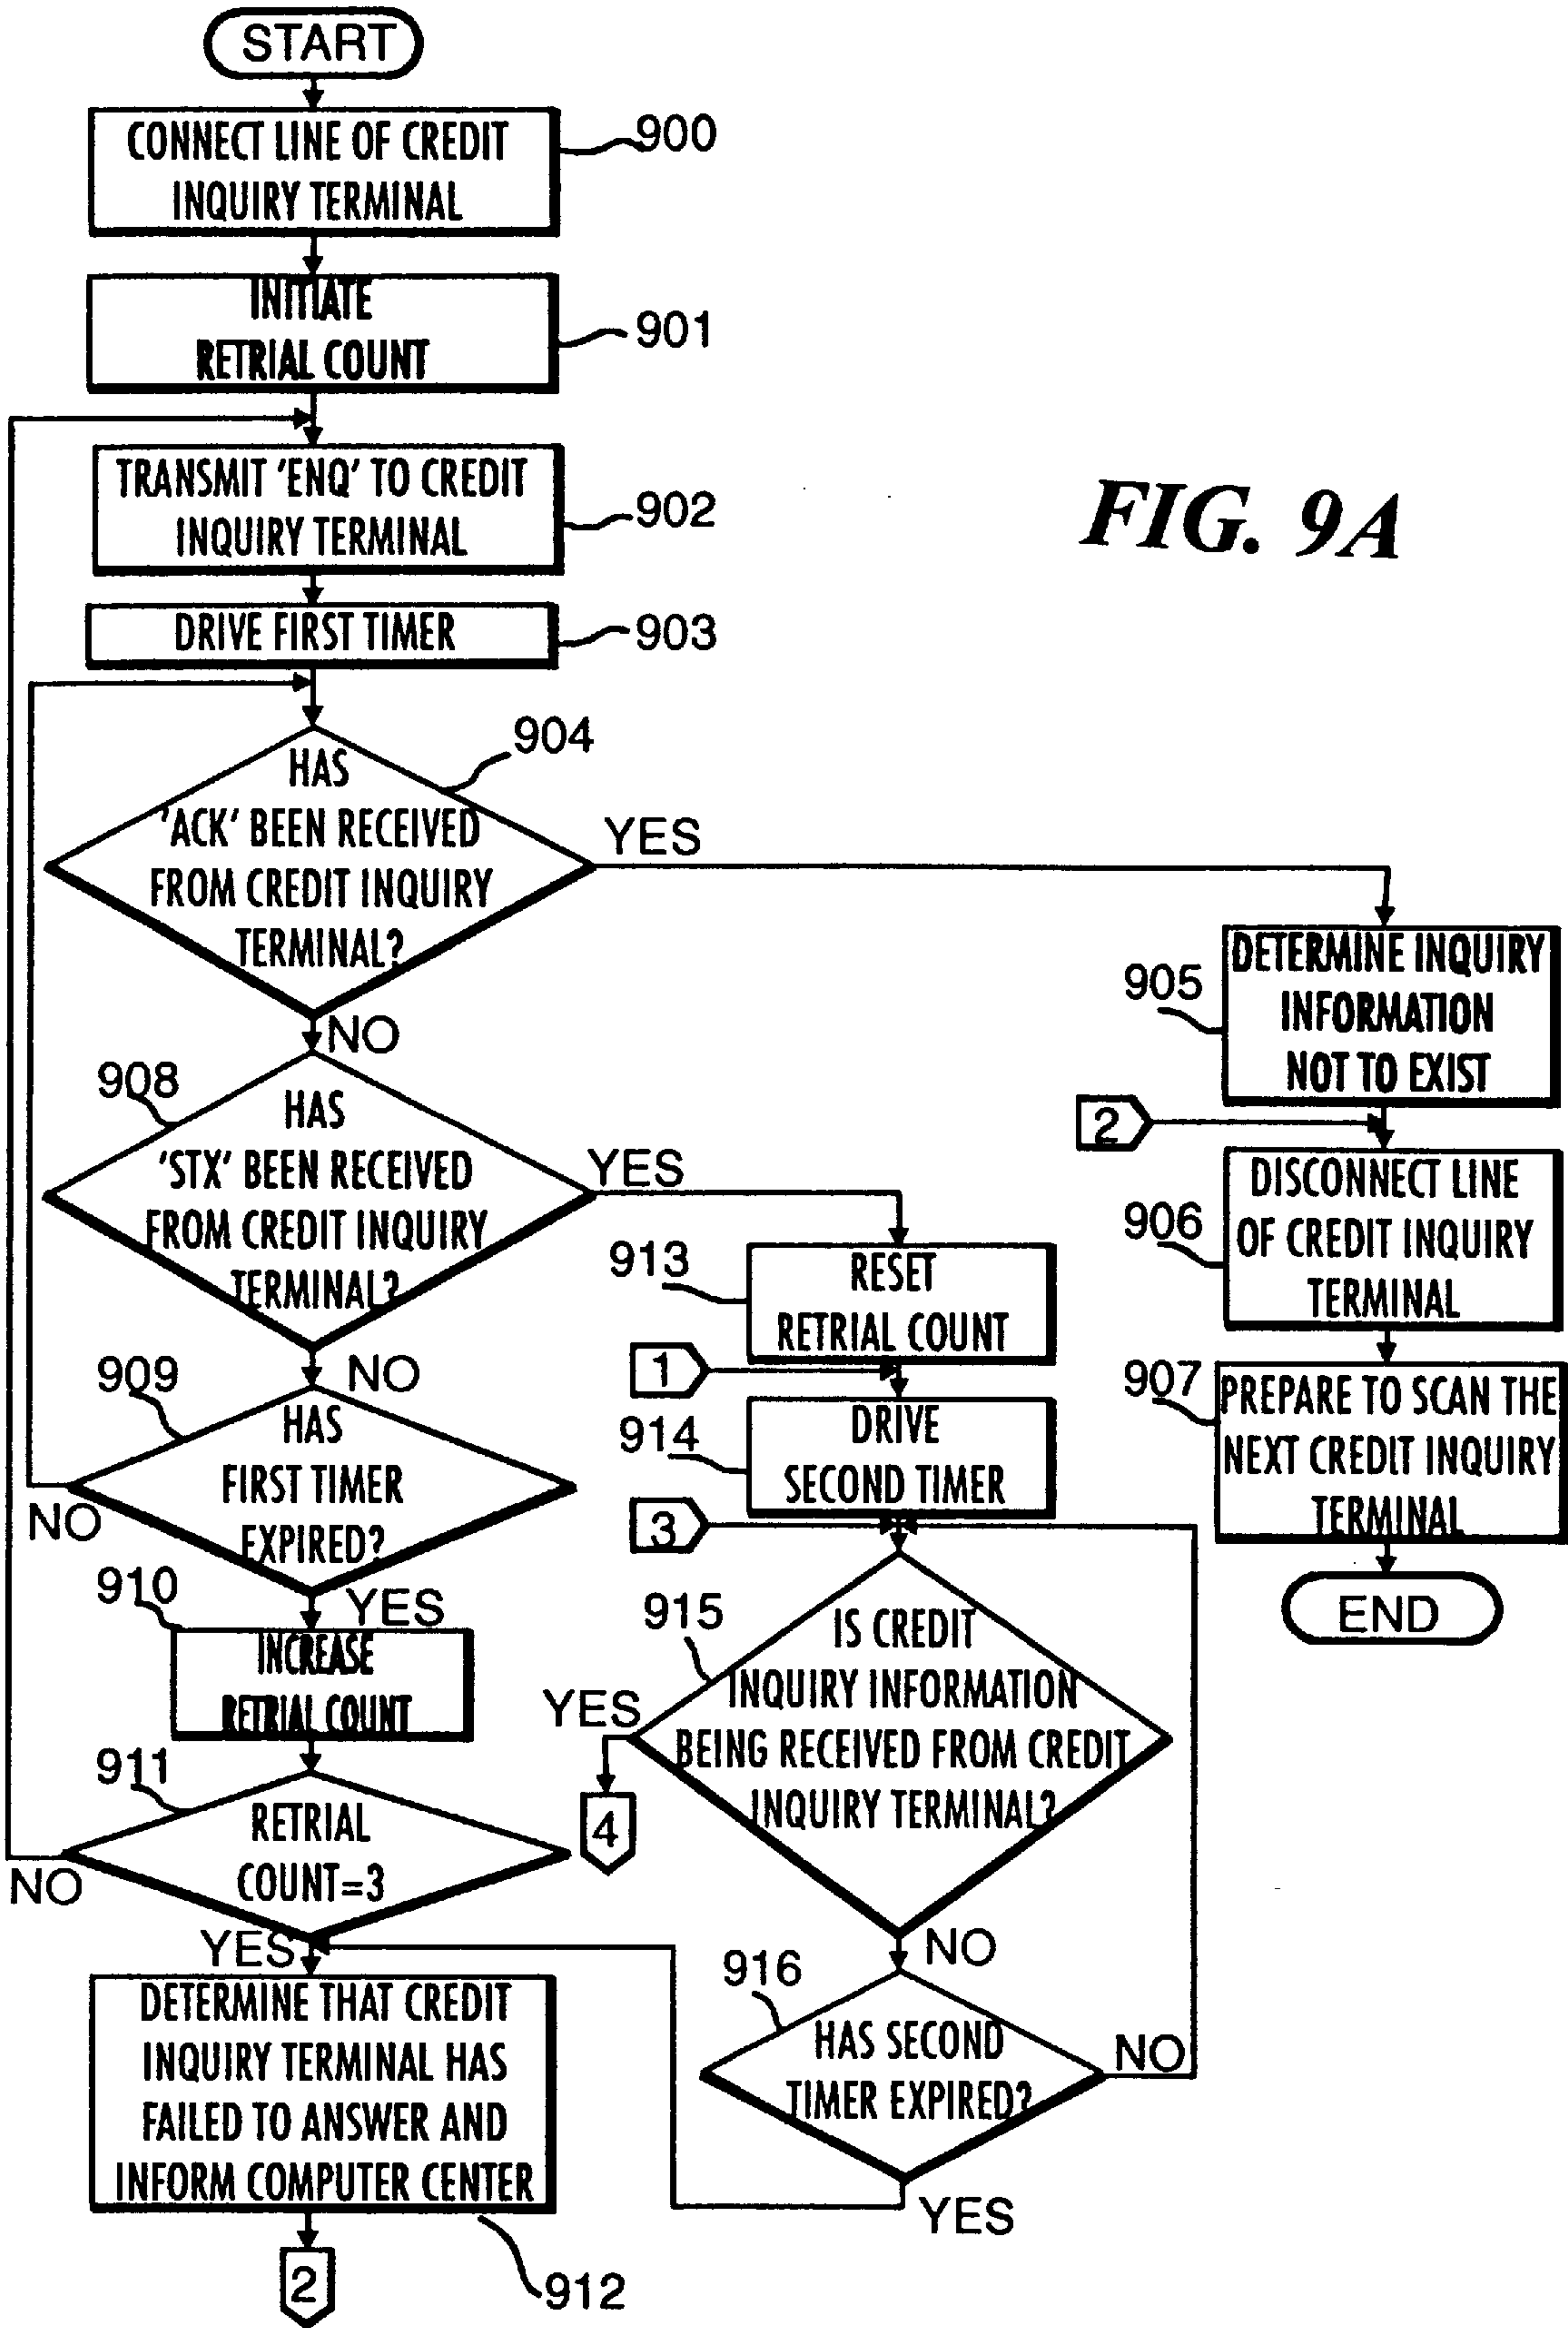 START
CONNECT LINE OF CREDIT
INQUIRY TERMINAL
900
INITIATE
RETRIAL COUNT
901
TRANSMIT 'ENQ' TO CREDIT
INQUIRY TERMINAL
902
FIG. 9A
DRIVE FIRST TIMER
903
904
HAS
'ACK' BEEN RECEIVED
FROM CREDIT INQUIRY
TERMINAL?
YES
NO
905
DETERMINE INQUIRY
INFORMATION
NOT TO EXIST
2
906
DISCONNECT LINE
OF CREDIT INQUIRY
TERMINAL
907
PREPARE TO SCAN THE
NEXT CREDIT INQUIRY
TERMINAL
END
908
HAS
'STX' BEEN RECEIVED
FROM CREDIT INQUIRY
TERMINAL?
YES
NO
909
HAS
FIRST TIMER
EXPIRED?
NO
YES
910
INCREASE
RETRIAL COUNT
911
RETRIAL
COUNT=3
NO
YES
DETERMINE THAT CREDIT
INQUIRY TERMINAL HAS
FAILED TO ANSWER AND
INFORM COMPUTER CENTER
912
2
913
RESET
RETRIAL COUNT
1
914
DRIVE
SECOND TIMER
3
915
IS CREDIT
INQUIRY INFORMATION
BEING RECEIVED FROM CREDIT
INQUIRY TERMINAL?
YES
4
NO
916
HAS SECOND
TIMER EXPIRED?
NO
YES